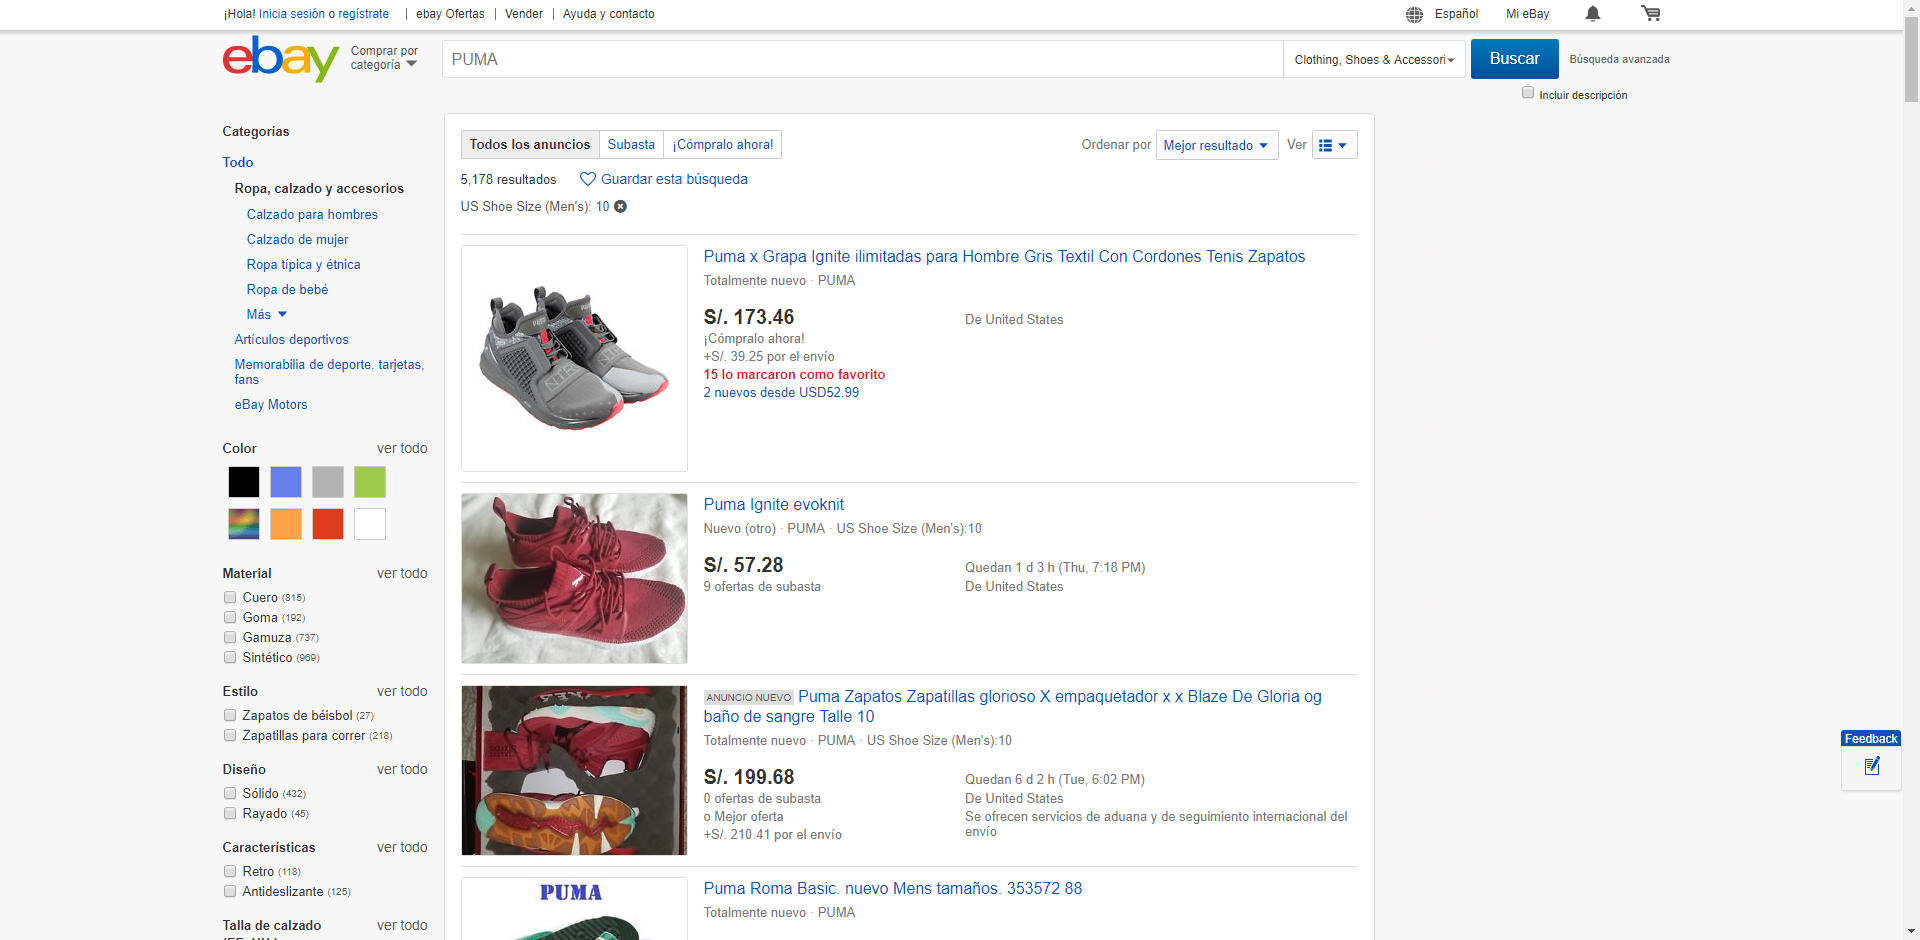 ¡Hola! Inicia sesión o regístrate | ebay Ofertas | Vender | Ayuda y contacto
Español
Mi eBay
ebay
Comprar por
categoría
PUMA
Clothing, Shoes & Accessori
Buscar
Búsqueda avanzada
Incluir descripción
Categorías
Todo
Ropa, calzado y accesorios
Calzado para hombres
Calzado de mujer
Ropa típica y étnica
Ropa de bebé
Más
Artículos deportivos
Memorabilia de deporte, tarjetas,
fans
eBay Motors
Color
ver todo
Material
ver todo
Cuero (815)
Goma (192)
Gamuza (737)
Sintético (969)
Estilo
ver todo
Zapatos de béisbol (27)
Zapatillas para correr (218)
Diseño
ver todo
Sólido (432)
Rayado (45)
Características
ver todo
Retro (118)
Antideslizante (125)
Talla de calzado
ver todo
Todos los anuncios
Subasta
¡Cómpralo ahora!
Ordenar por
Mejor resultado
Ver
5,178 resultados
Guardar esta búsqueda
US Shoe Size (Men's): 10
Puma x Grapa Ignite ilimitadas para Hombre Gris Textil Con Cordones Tenis Zapatos
Totalmente nuevo · PUMA
S/. 173.46
De United States
¡Cómpralo ahora!
+S/. 39.25 por el envío
15 lo marcaron como favorito
2 nuevos desde USD52.99
Puma Ignite evoknit
Nuevo (otro) · PUMA · US Shoe Size (Men's):10
S/. 57.28
Quedan 1 d 3 h (Thu, 7:18 PM)
9 ofertas de subasta
De United States
ANUNCIO NUEVO Puma Zapatos Zapatillas glorioso X empaquetador x x Blaze De Gloria og
baño de sangre Talle 10
Totalmente nuevo · PUMA · US Shoe Size (Men's):10
S/. 199.68
Quedan 6 d 2 h (Tue, 6:02 PM)
0 ofertas de subasta
De United States
o Mejor oferta
Se ofrecen servicios de aduana y de seguimiento internacional del
envío
+S/. 210.41 por el envío
PUMA
Puma Roma Basic. nuevo Mens tamaños. 353572 88
Totalmente nuevo · PUMA
Feedback